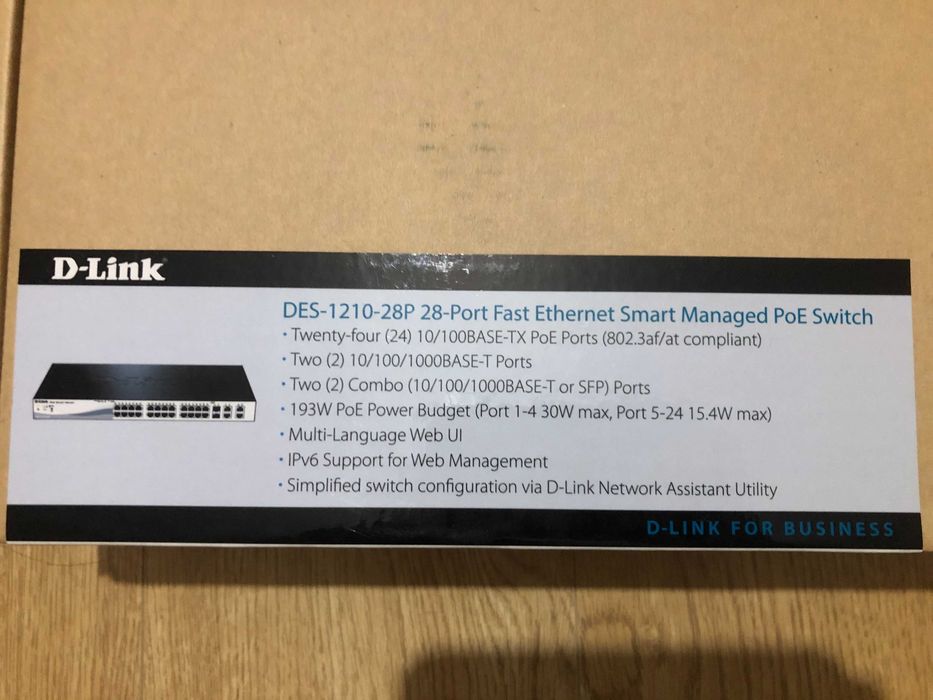 D-Link
DES-1210-28P 28-Port Fast Ethernet Smart Managed PoE Switch
• Twenty-four (24) 10/100BASE-TX PoE Ports (802.3af/at compliant)
• Two (2) 10/100/1000BASE-T Ports
• Two (2) Combo (10/100/1000BASE-T or SFP) Ports
• 193W PoE Power Budget (Port 1-4 30W max, Port 5-24 15.4W max)
• Multi-Language Web UI
• IPv6 Support for Web Management
• Simplified switch configuration via D-Link Network Assistant Utility
D-LINK FOR BUSINESS